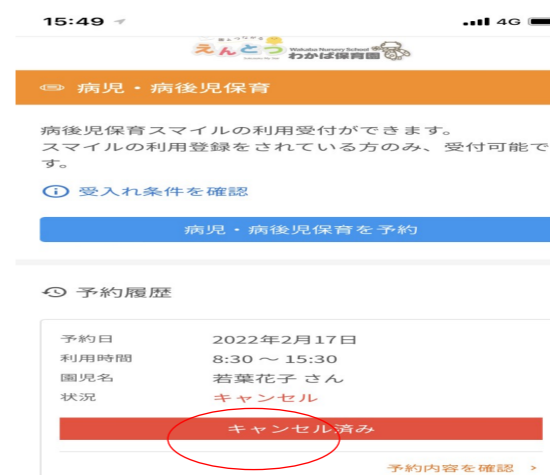 15:49
4G
えんとつ
Wakaba Nursery School
わかば保育園
病児・病後児保育
病後児保育スマイルの利用受付ができます。
スマイルの利用登録をされている方のみ、受付可能で
す。
受入れ条件を確認
病児・病後児保育を予約
予約履歴
予約日 2022年2月17日
利用時間 8:30 ～ 15:30
園児名 若葉花子 さん
状況 キャンセル
キャンセル済み
予約内容を確認 >